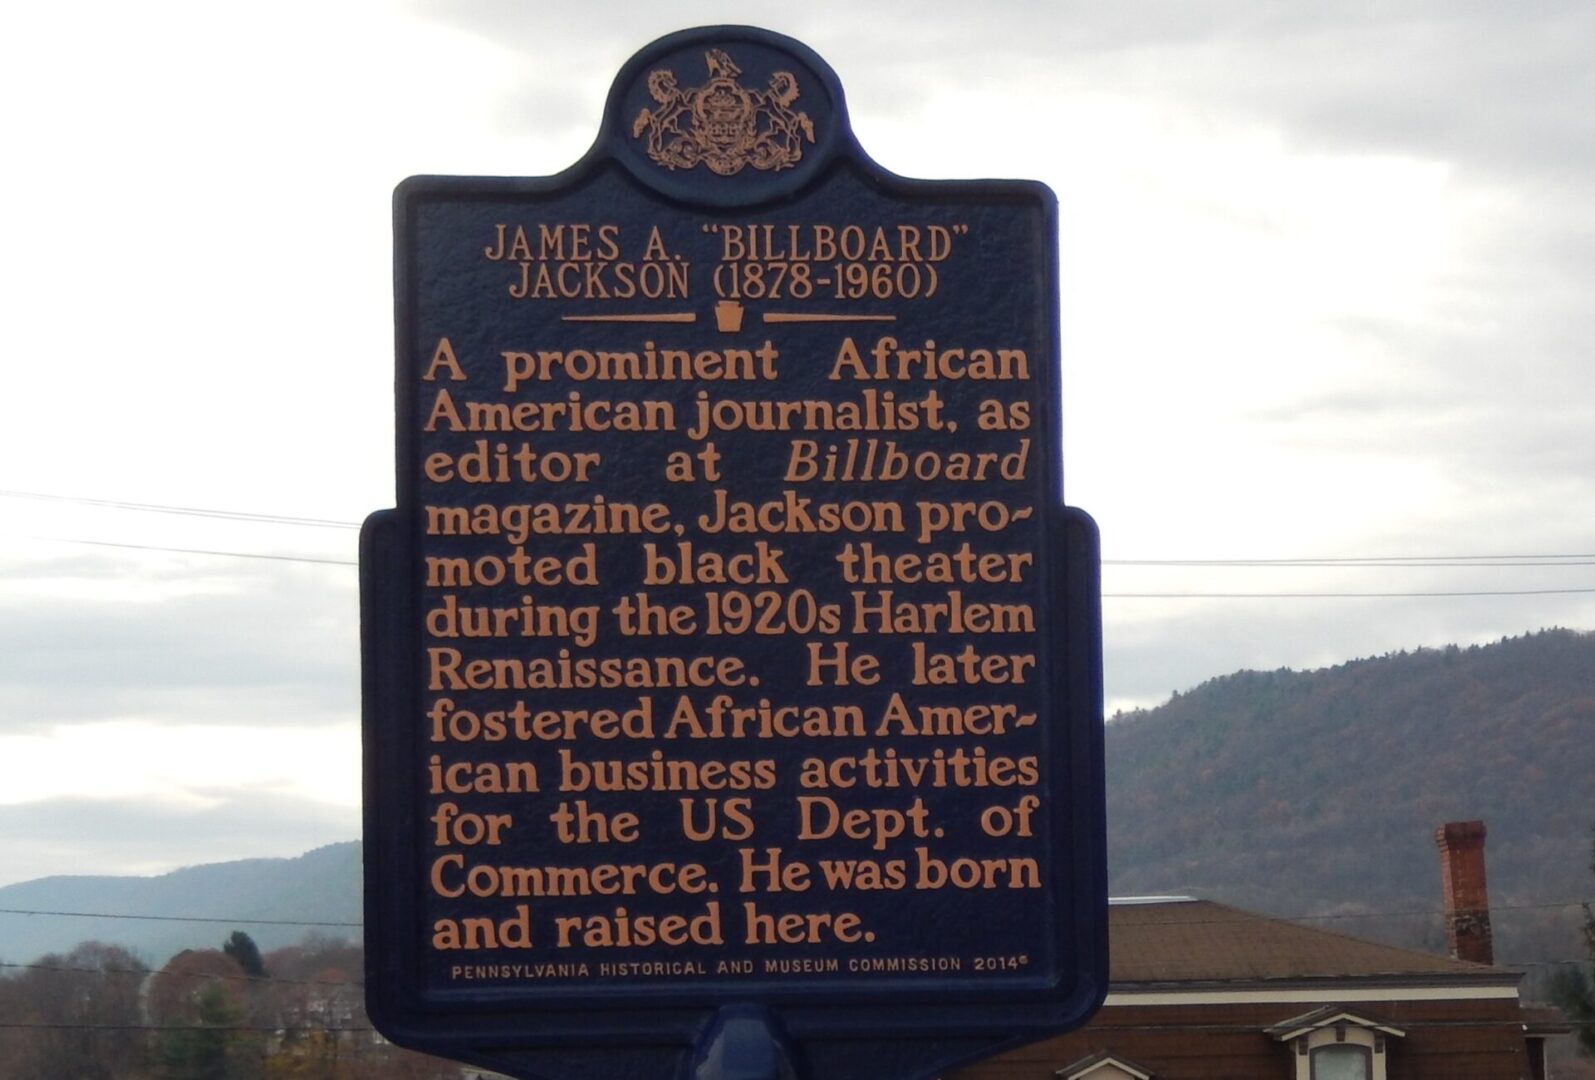 JAMES A. "BILLBOARD"
JACKSON (1878-1960)
A prominent African
American journalist, as
editor at Billboard
magazine, Jackson pro-
moted black theater
during the 1920s Harlem
Renaissance. He later
fostered African Amer-
ican business activities
for the US Dept. of
Commerce. He was born
and raised here.
PENNSYLVANIA HISTORICAL AND MUSEUM COMMISSION 2014©